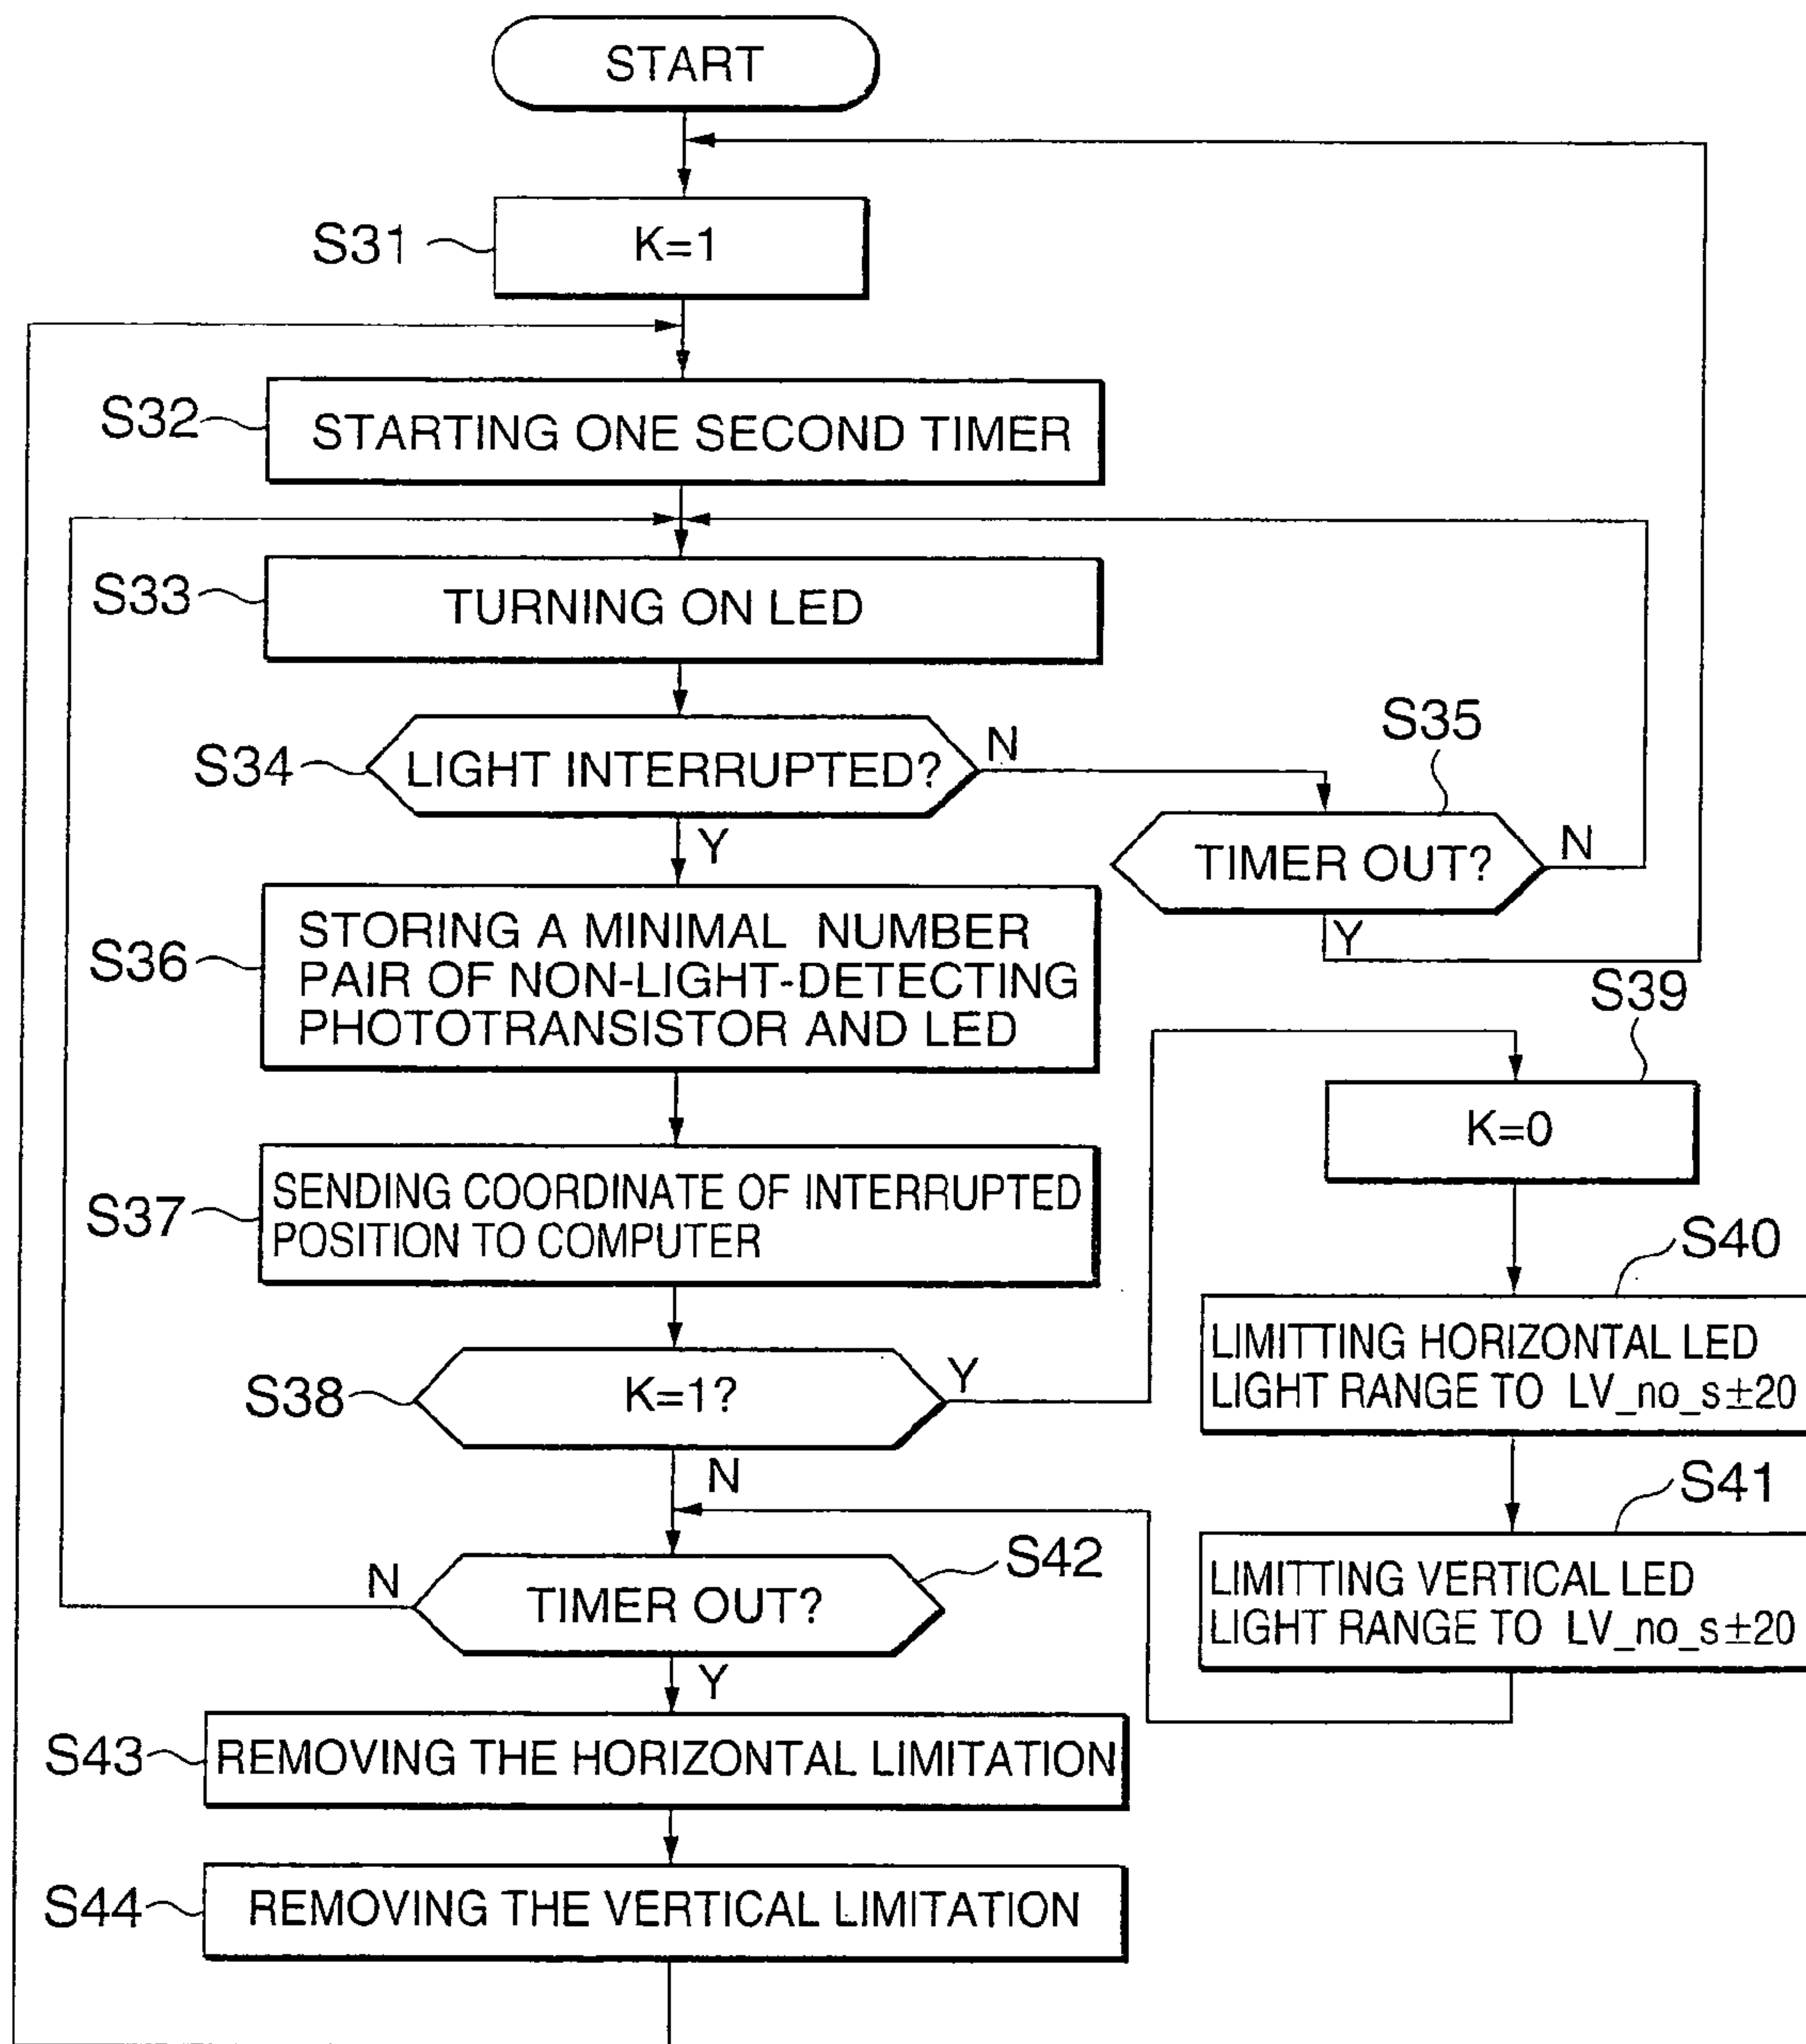 START
S31
K=1
S32
STARTING ONE SECOND TIMER
S33
TURNING ON LED
S34
LIGHT INTERRUPTED?
N
Y
S35
TIMER OUT?
N
Y
S36
STORING A MINIMAL NUMBER
PAIR OF NON-LIGHT-DETECTING
PHOTOTRANSISTOR AND LED
S37
SENDING COORDINATE OF INTERRUPTED
POSITION TO COMPUTER
S38
K=1?
Y
N
S39
K=0
S40
LIMITTING HORIZONTAL LED
LIGHT RANGE TO LV_no_s±20
S41
LIMITTING VERTICAL LED
LIGHT RANGE TO LV_no_s±20
S42
TIMER OUT?
N
Y
S43
REMOVING THE HORIZONTAL LIMITATION
S44
REMOVING THE VERTICAL LIMITATION